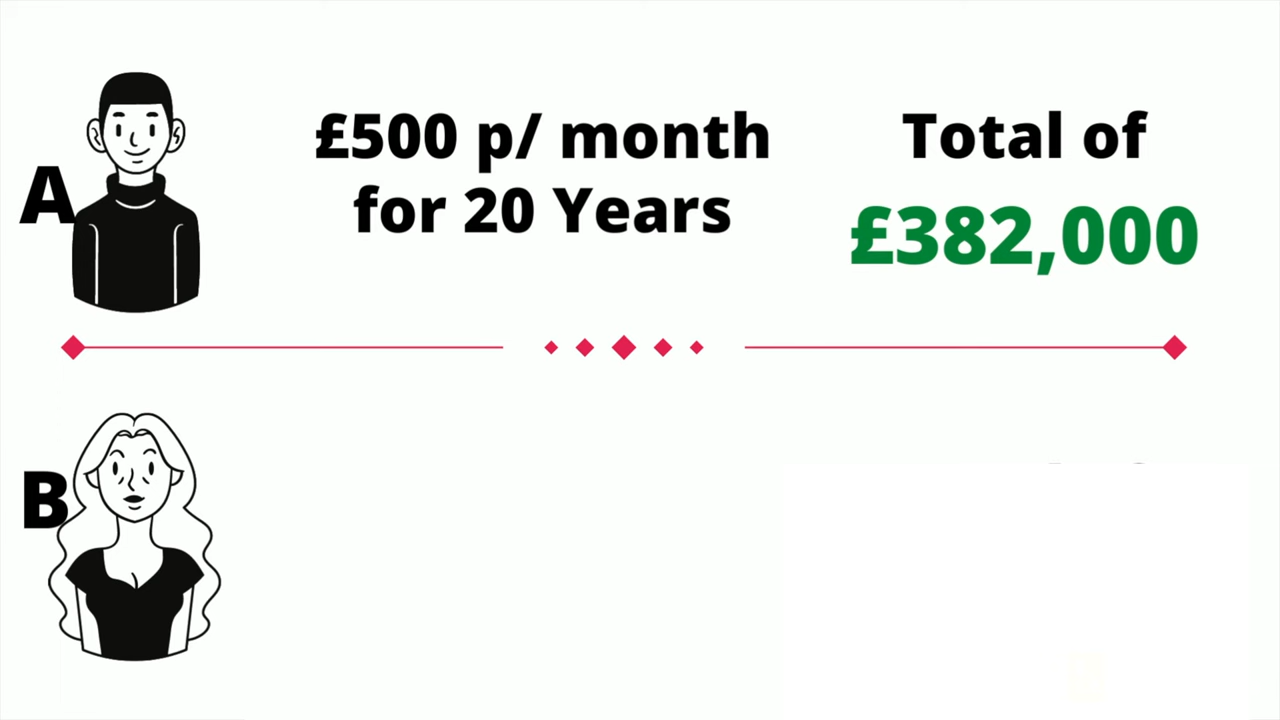 A
£500 p/ month
for 20 Years
Total of
£382,000
B